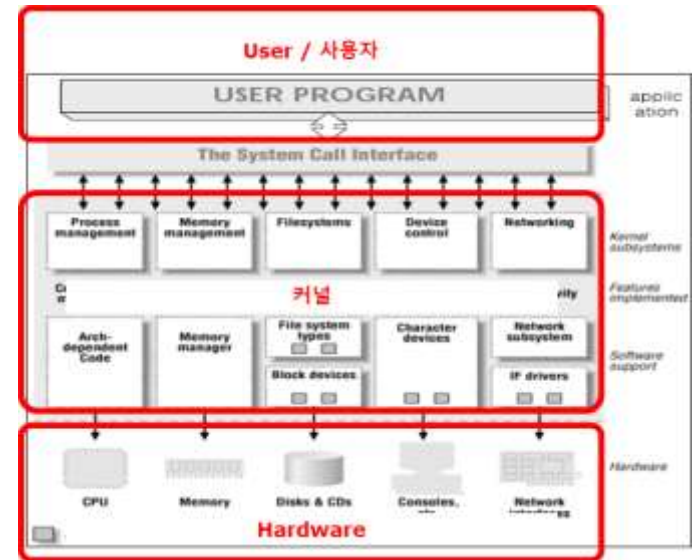 User / 사용자
USER PROGRAM
applic
ation
The System Call Interface
Process
management
Memory
management
Filesystems
Device
control
Networking
Kernel
subsystems
커널
Features
implemented
Arch-
dependent
Code
Memory
manager
File system
types
Block devices
Character
devices
Network
subsystem
IF drivers
Software
support
CPU
Memory
Disks & CDs
Consoles,
Network
Hardware
Hardware